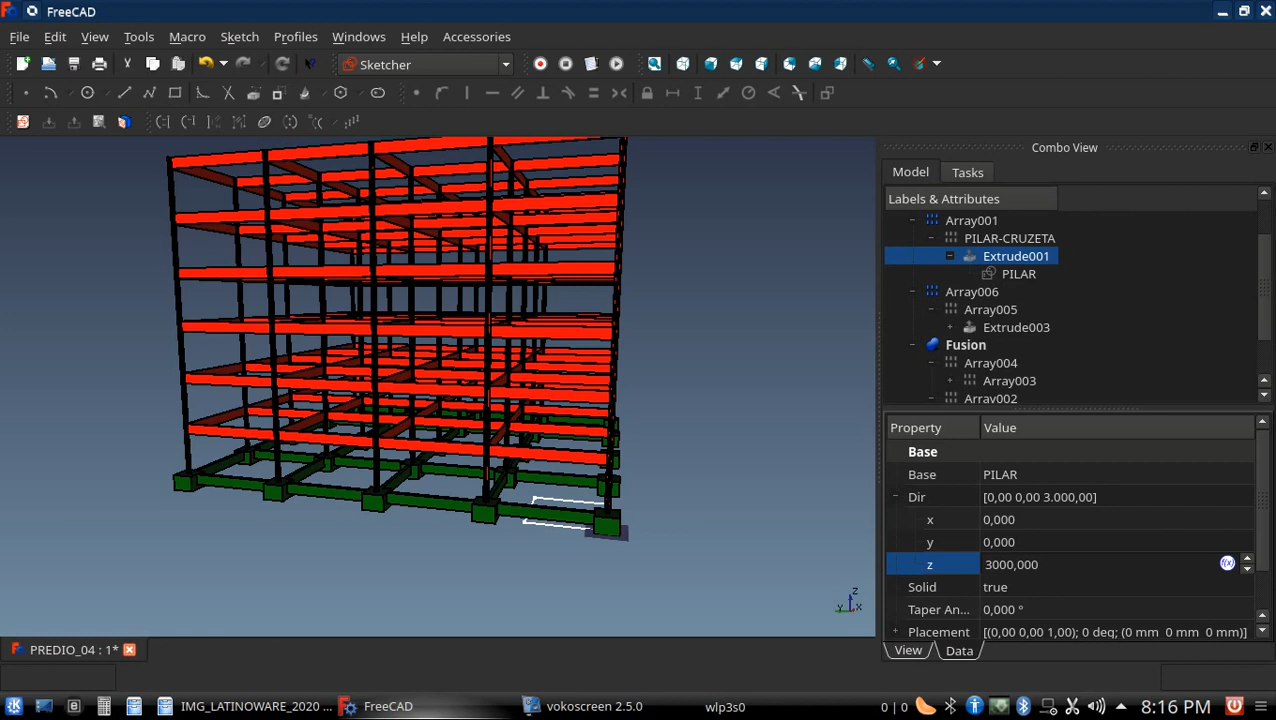 FreeCAD
File Edit View Tools Macro Sketch Profiles Windows Help Accessories
Sketcher
Combo View
Model Tasks
Labels & Attributes
Array001
PILAR-CRUZETA
Extrude001
PILAR
Array006
Array005
Extrude003
Fusion
Array004
Array003
Array002
Property Value
Base
Base PILAR
Dir [0,00 0,00 3.000,00]
x 0,000
y 0,000
z 3000,000 f(x)
Solid true
Taper An... 0,000 °
Placement [(0,00 0,00 1,00); 0 deg; (0 mm 0 mm 0 mm)]
z
y x
PREDIO_04 : 1*
View Data
IMG_LATINOWARE_2020 ... FreeCAD vokoscreen 2.5.0 wlp3s0 0 | 0 8:16 PM